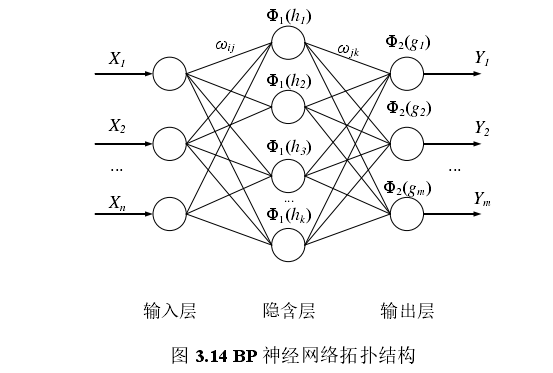 Φ₁(h₁)
ωᵢⱼ
ωⱼₖ
Φ₂(g₁)
X₁
Y₁
Φ₁(h₂)
Φ₂(g₂)
X₂
Y₂
Φ₁(h₃)
...
...
Φ₂(gₘ)
...
Xₙ
Yₘ
Φ₁(hₖ)
输入层 隐含层 输出层
图 3.14 BP 神经网络拓扑结构